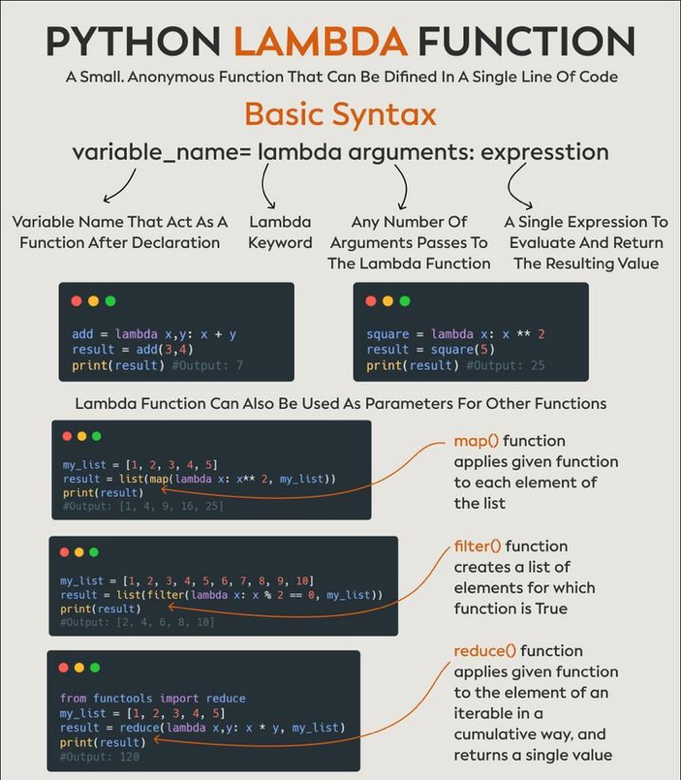 PYTHON LAMBDA FUNCTION
A Small. Anonymous Function That Can Be Difined In A Single Line Of Code
Basic Syntax
variable_name= lambda arguments: expresstion
Variable Name That Act As A
Function After Declaration
Lambda
Keyword
Any Number Of
Arguments Passes To
The Lambda Function
A Single Expression To
Evaluate And Return
The Resulting Value
add = lambda x,y: x + y
result = add(3,4)
print(result) #Output: 7
square = lambda x: x ** 2
result = square(5)
print(result) #Output: 25
Lambda Function Can Also Be Used As Parameters For Other Functions
my_list = [1, 2, 3, 4, 5]
result = list(map(lambda x: x** 2, my_list))
print(result)
#Output: [1, 4, 9, 16, 25]
map() function
applies given function
to each element of
the list
my_list = [1, 2, 3, 4, 5, 6, 7, 8, 9, 10]
result = list(filter(lambda x: x % 2 == 0, my_list))
print(result)
#Output: [2, 4, 6, 8, 10]
filter() function
creates a list of
elements for which
function is True
from functools import reduce
my_list = [1, 2, 3, 4, 5]
result = reduce(lambda x,y: x * y, my_list)
print(result)
#Output: 120
reduce() function
applies given function
to the element of an
iterable in a
cumulative way, and
returns a single value